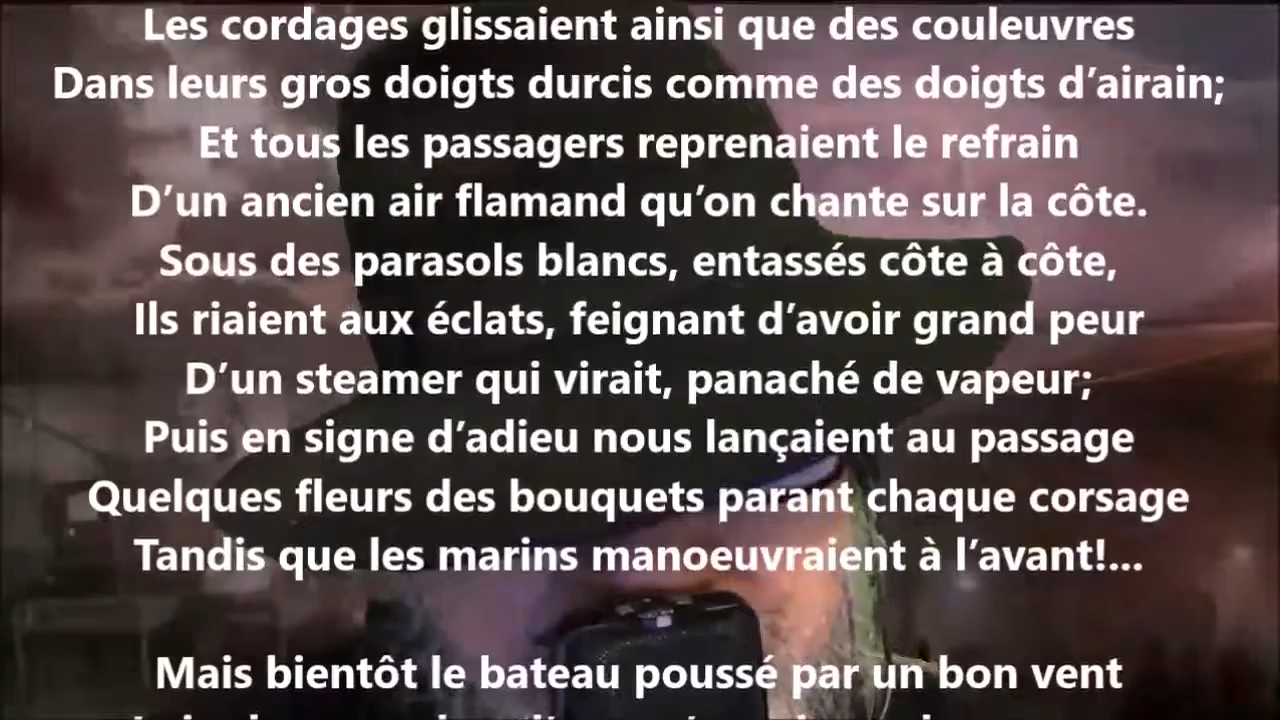 Les cordages glissaient ainsi que des couleuvres
Dans leurs gros doigts durcis comme des doigts d’airain;
Et tous les passagers reprenaient le refrain
D’un ancien air flamand qu’on chante sur la côte.
Sous des parasols blancs, entassés côte à côte,
Ils riaient aux éclats, feignant d’avoir grand peur
D’un steamer qui virait, panaché de vapeur;
Puis en signe d’adieu nous lançaient au passage
Quelques fleurs des bouquets parant chaque corsage
Tandis que les marins manoeuvraient à l’avant!...
Mais bientôt le bateau poussé par un bon vent